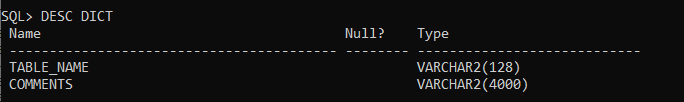 SQL> DESC DICT
 Name                                      Null?    Type
 ----------------------------------------- -------- ----------------------------
 TABLE_NAME                                         VARCHAR2(128)
 COMMENTS                                           VARCHAR2(4000)